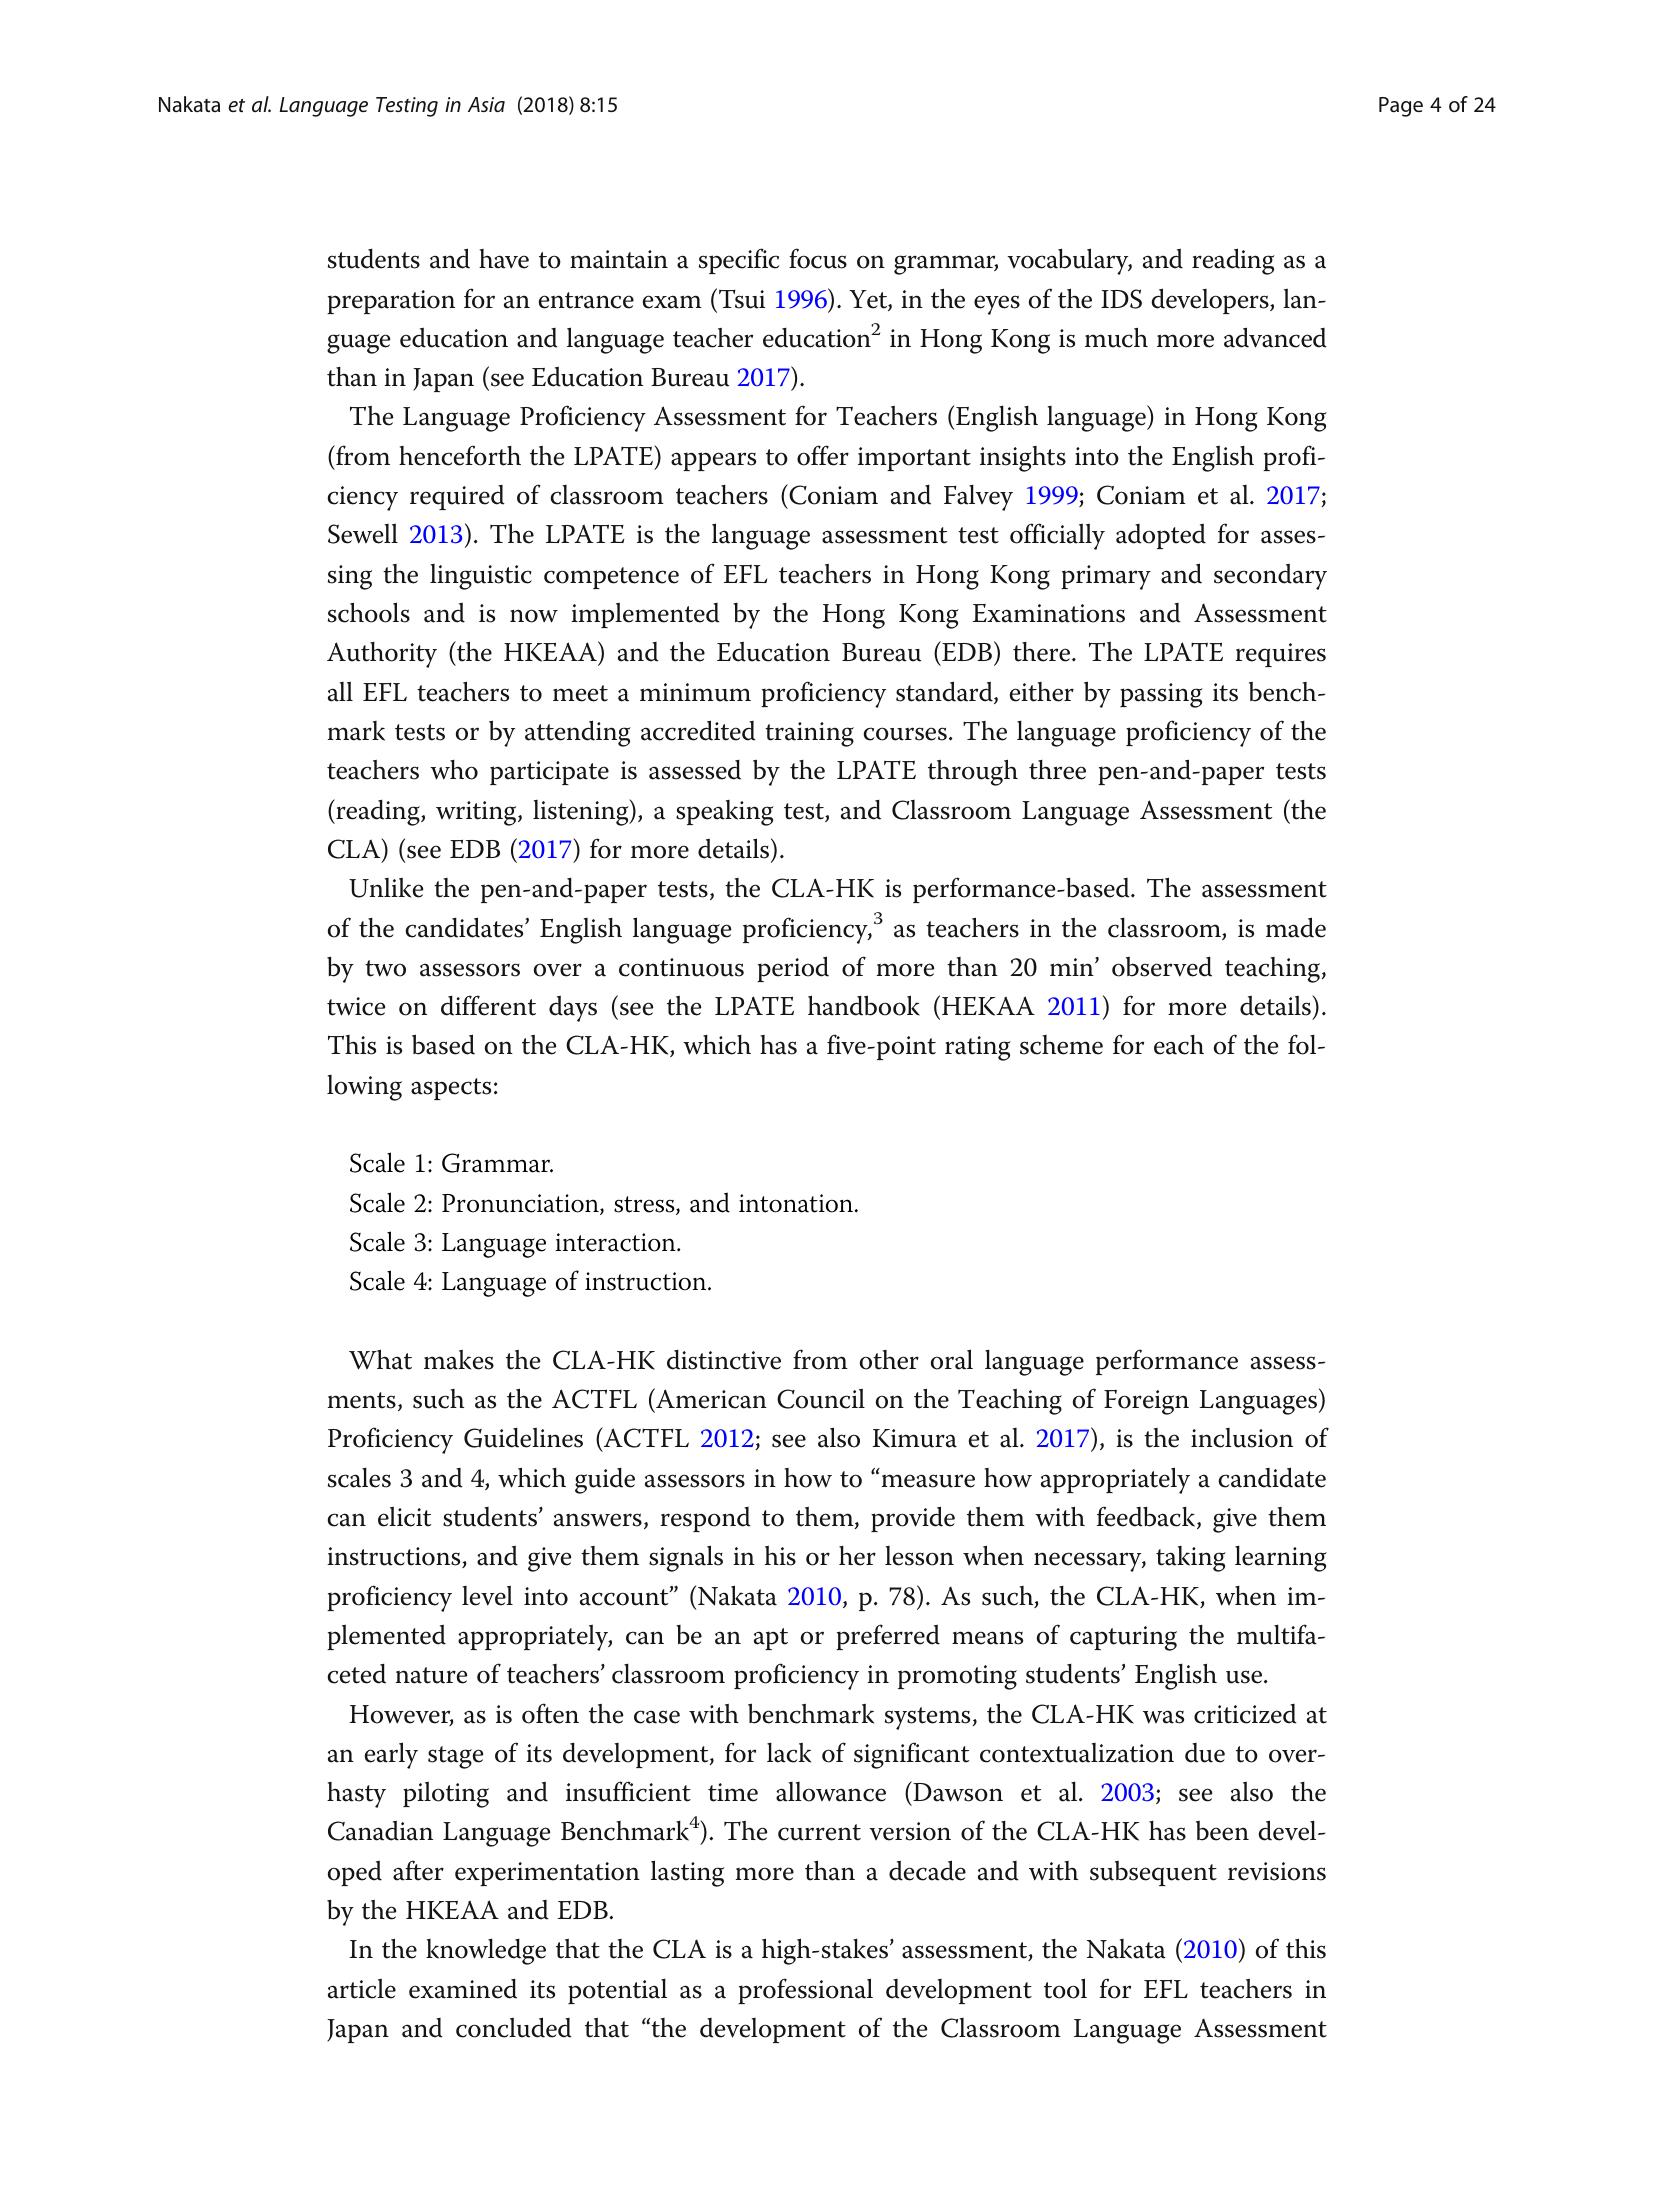 Nakata et al. Language Testing in Asia (2018) 8:15
Page 4 of 24
students and have to maintain a specific focus on grammar, vocabulary, and reading as a
preparation for an entrance exam (Tsui 1996). Yet, in the eyes of the IDS developers, lan-
guage education and language teacher education2 in Hong Kong is much more advanced
than in Japan (see Education Bureau 2017).
The Language Proficiency Assessment for Teachers (English language) in Hong Kong
(from henceforth the LPATE) appears to offer important insights into the English profi-
ciency required of classroom teachers (Coniam and Falvey 1999; Coniam et al. 2017;
Sewell 2013). The LPATE is the language assessment test officially adopted for asses-
sing the linguistic competence of EFL teachers in Hong Kong primary and secondary
schools and is now implemented by the Hong Kong Examinations and Assessment
Authority (the HKEAA) and the Education Bureau (EDB) there. The LPATE requires
all EFL teachers to meet a minimum proficiency standard, either by passing its bench-
mark tests or by attending accredited training courses. The language proficiency of the
teachers who participate is assessed by the LPATE through three pen-and-paper tests
(reading, writing, listening), a speaking test, and Classroom Language Assessment (the
CLA) (see EDB (2017) for more details).
Unlike the pen-and-paper tests, the CLA-HK is performance-based. The assessment
of the candidates’ English language proficiency,3 as teachers in the classroom, is made
by two assessors over a continuous period of more than 20 min’ observed teaching,
twice on different days (see the LPATE handbook (HEKAA 2011) for more details).
This is based on the CLA-HK, which has a five-point rating scheme for each of the fol-
lowing aspects:
Scale 1: Grammar.
Scale 2: Pronunciation, stress, and intonation.
Scale 3: Language interaction.
Scale 4: Language of instruction.
What makes the CLA-HK distinctive from other oral language performance assess-
ments, such as the ACTFL (American Council on the Teaching of Foreign Languages)
Proficiency Guidelines (ACTFL 2012; see also Kimura et al. 2017), is the inclusion of
scales 3 and 4, which guide assessors in how to “measure how appropriately a candidate
can elicit students’ answers, respond to them, provide them with feedback, give them
instructions, and give them signals in his or her lesson when necessary, taking learning
proficiency level into account” (Nakata 2010, p. 78). As such, the CLA-HK, when im-
plemented appropriately, can be an apt or preferred means of capturing the multifa-
ceted nature of teachers’ classroom proficiency in promoting students’ English use.
However, as is often the case with benchmark systems, the CLA-HK was criticized at
an early stage of its development, for lack of significant contextualization due to over-
hasty piloting and insufficient time allowance (Dawson et al. 2003; see also the
Canadian Language Benchmark4). The current version of the CLA-HK has been devel-
oped after experimentation lasting more than a decade and with subsequent revisions
by the HKEAA and EDB.
In the knowledge that the CLA is a high-stakes’ assessment, the Nakata (2010) of this
article examined its potential as a professional development tool for EFL teachers in
Japan and concluded that “the development of the Classroom Language Assessment